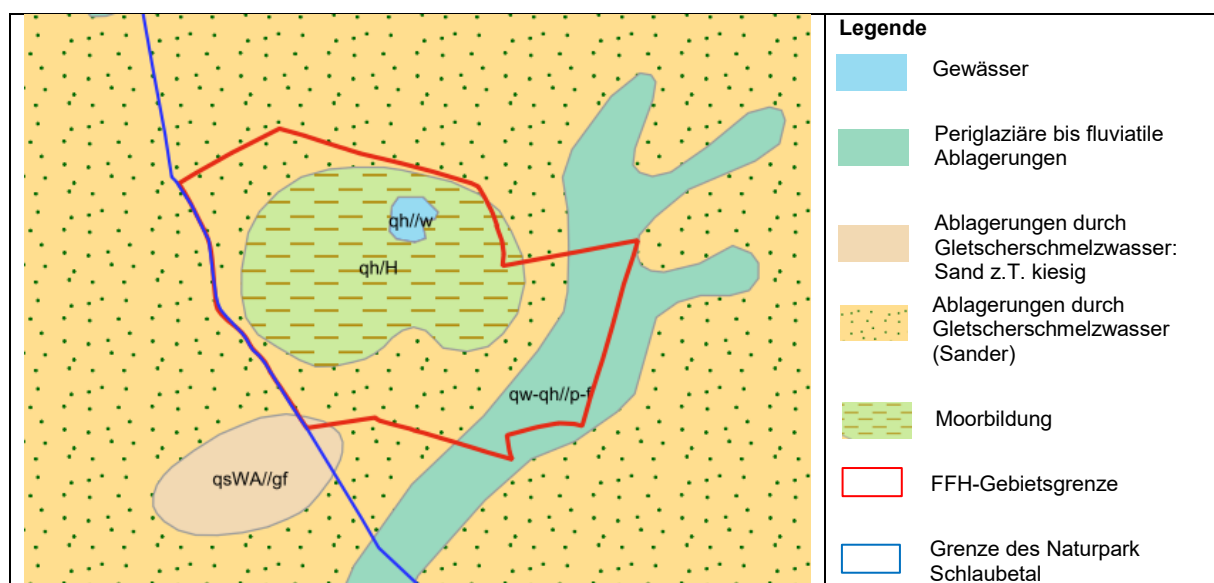 qh//w
qh/H
qw-qh//p-f
qsWA//gf
Legende
Gewässer
Periglaziäre bis fluviatile
Ablagerungen
Ablagerungen durch
Gletscherschmelzwasser:
Sand z.T. kiesig
Ablagerungen durch
Gletscherschmelzwasser
(Sander)
Moorbildung
FFH-Gebietsgrenze
Grenze des Naturpark
Schlaubetal